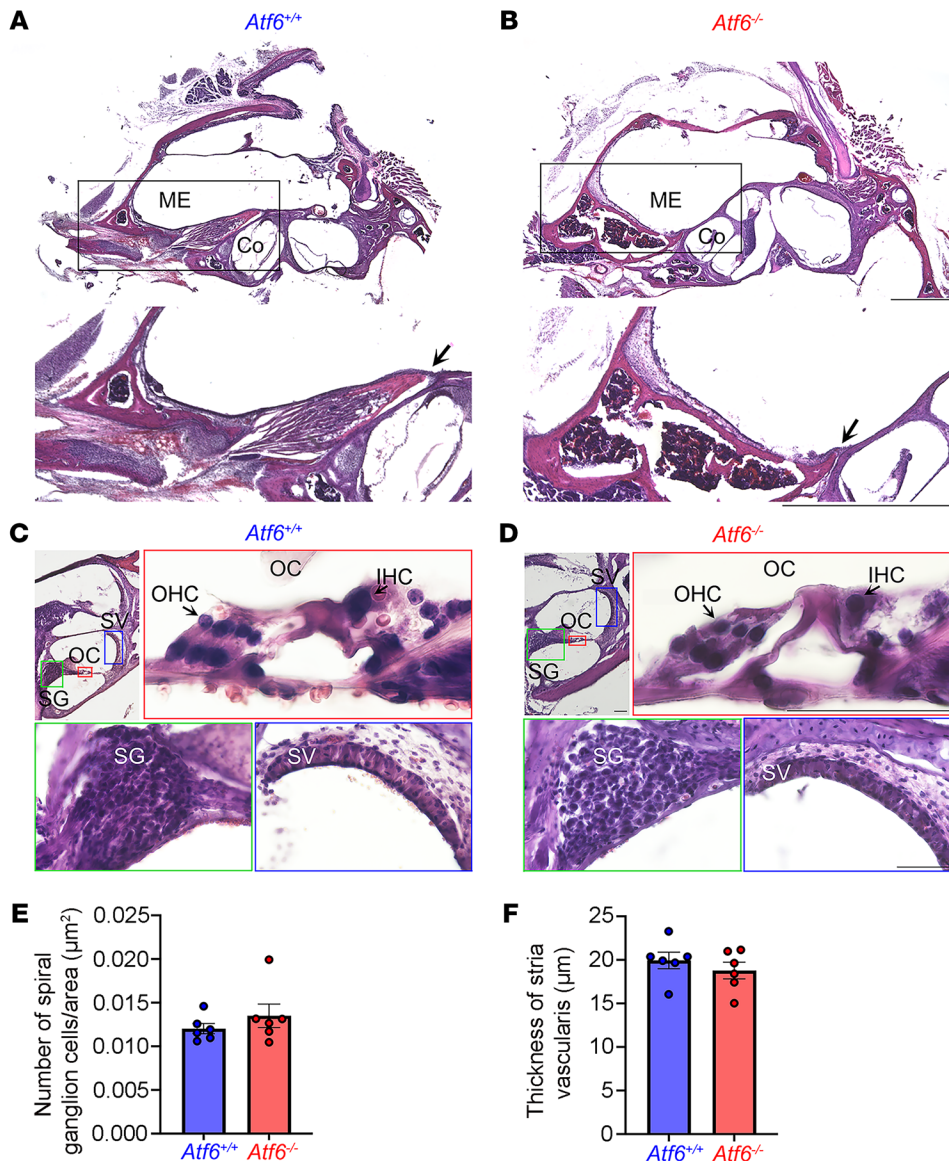 A
Atf6+/+
B
Atf6-/-
ME
Co
ME
Co
C
Atf6+/+
D
Atf6-/-
SV
OC
SG
OC
OHC
IHC
SG
SV
SV
OC
SG
OC
OHC
IHC
SG
SV
E
Number of spiral
ganglion cells/area (μm²)
0.025
0.020
0.015
0.010
0.005
0.000
Atf6+/+
Atf6-/-
F
Thickness of stria
vascularis (μm)
25
20
15
10
5
0
Atf6+/+
Atf6-/-